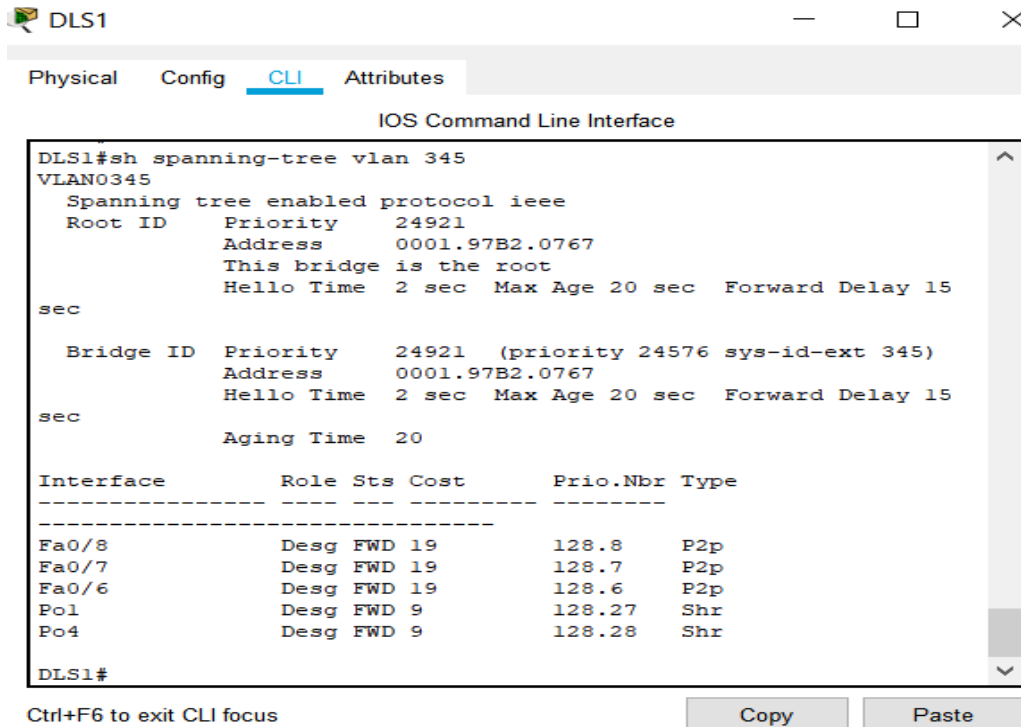 DLS1
Physical Config CLI Attributes
IOS Command Line Interface
DLS1#sh spanning-tree vlan 345
VLAN0345
  Spanning tree enabled protocol ieee
  Root ID    Priority    24921
             Address     0001.97B2.0767
             This bridge is the root
             Hello Time  2 sec  Max Age 20 sec  Forward Delay 15
sec

  Bridge ID  Priority    24921  (priority 24576 sys-id-ext 345)
             Address     0001.97B2.0767
             Hello Time  2 sec  Max Age 20 sec  Forward Delay 15
sec
             Aging Time  20

Interface        Role Sts Cost      Prio.Nbr Type
---------------- ---- --- --------- --------
--------------------------------
Fa0/8            Desg FWD 19        128.8    P2p
Fa0/7            Desg FWD 19        128.7    P2p
Fa0/6            Desg FWD 19        128.6    P2p
Po1              Desg FWD 9         128.27   Shr
Po4              Desg FWD 9         128.28   Shr

DLS1#
Ctrl+F6 to exit CLI focus Copy Paste